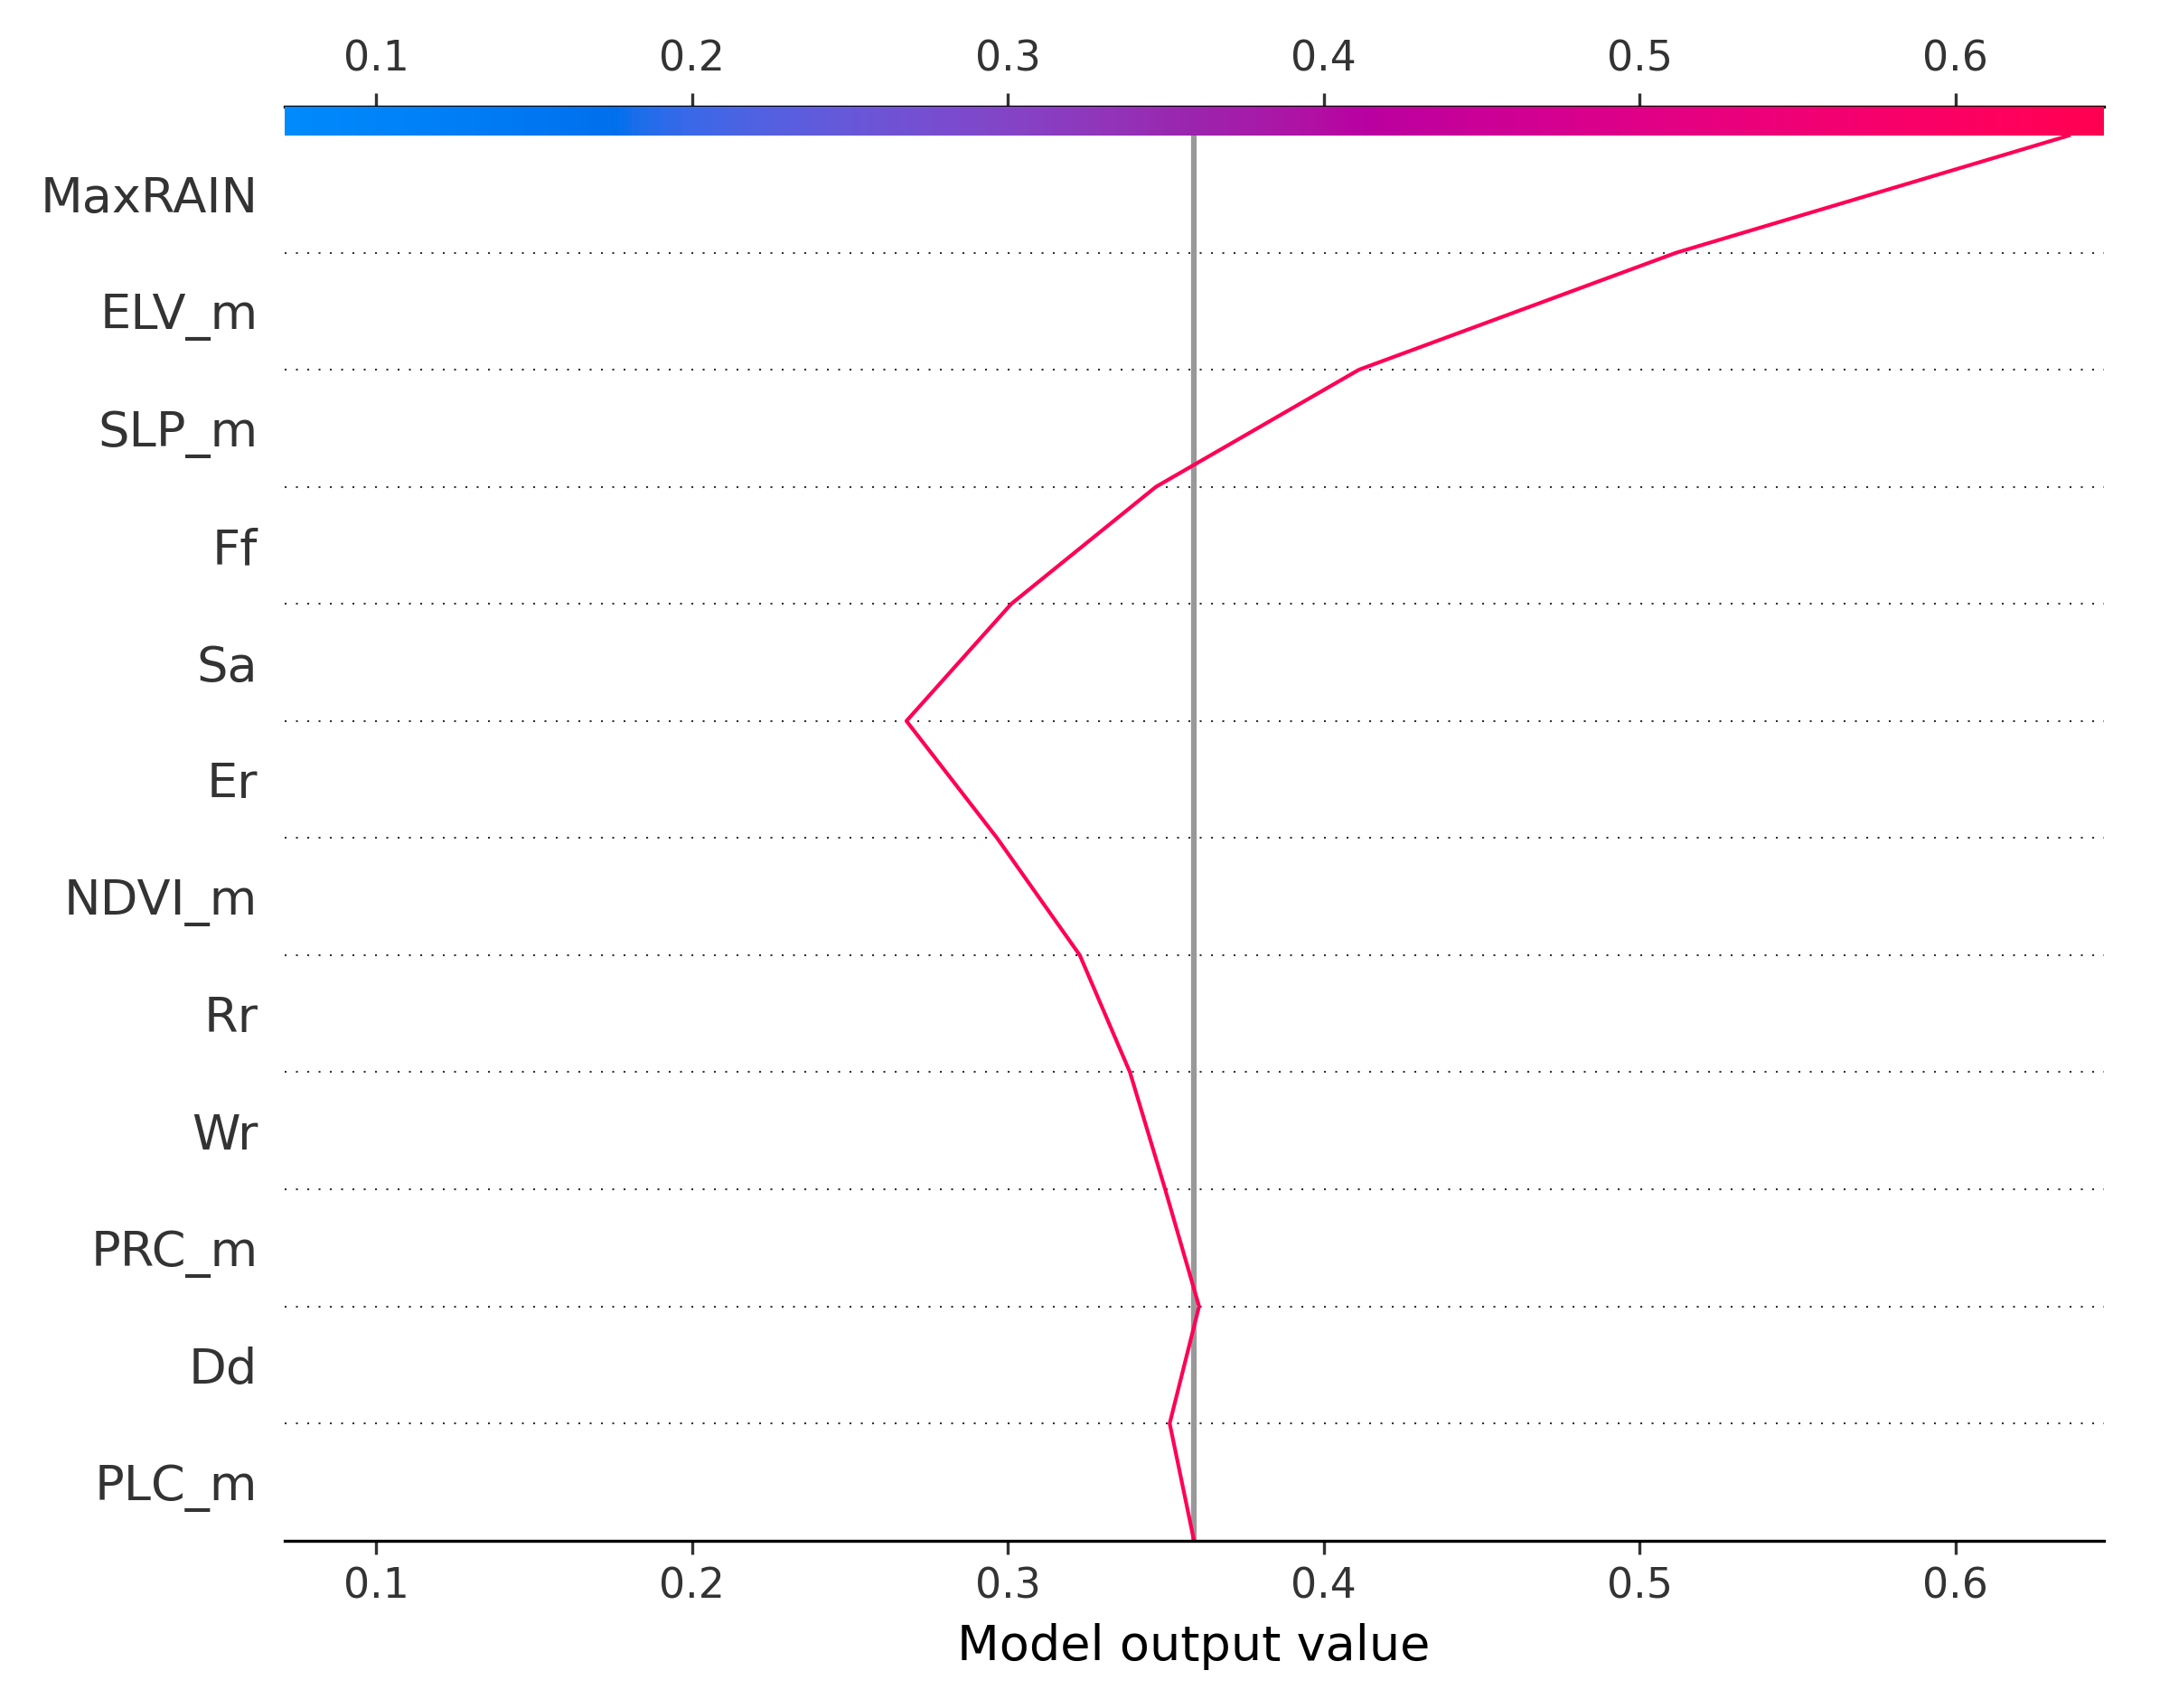 0.1 0.2 0.3 0.4 0.5 0.6
MaxRAIN
ELV_m
SLP_m
Ff
Sa
Er
NDVI_m
Rr
Wr
PRC_m
Dd
PLC_m
0.1 0.2 0.3 0.4 0.5 0.6
Model output value